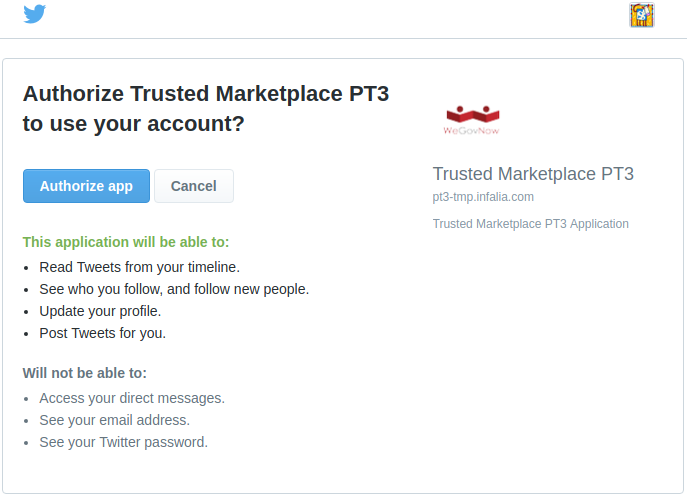 Authorize Trusted Marketplace PT3
to use your account?
Authorize app
Cancel
This application will be able to:
Read Tweets from your timeline.
See who you follow, and follow new people.
Update your profile.
Post Tweets for you.
Will not be able to:
Access your direct messages.
See your email address.
See your Twitter password.
WeGovNow
Trusted Marketplace PT3
pt3-tmp.infalia.com
Trusted Marketplace PT3 Application